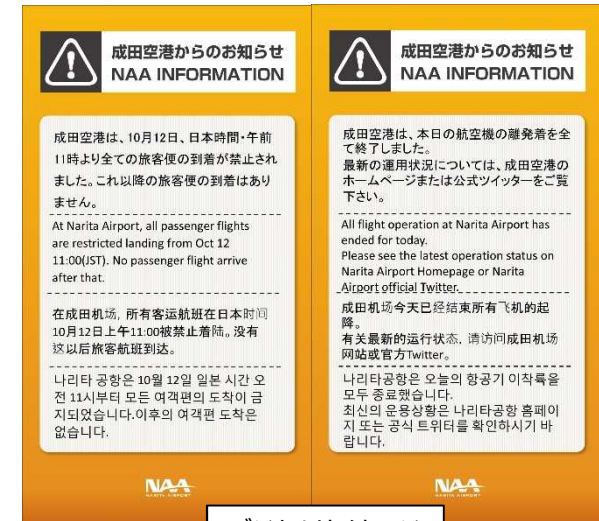 成田空港からのお知らせ
NAA INFORMATION
成田空港は、10月12日、日本時間・午前
11時より全ての旅客便の到着が禁止され
ました。これ以降の旅客便の到着はあり
ません。
At Narita Airport, all passenger flights
are restricted landing from Oct 12
11:00(JST). No passenger flight arrive
after that.
在成田机场, 所有客运航班在日本时间
10月12日上午11:00被禁止着陆。没有
这以后旅客航班到达。
나리타 공항은 10월 12일 일본 시간 오
전 11시부터 모든 여객편의 도착이 금
지되었습니다.이후의 여객편 도착은
없습니다.
NAA
NARITA AIRPORT
成田空港からのお知らせ
NAA INFORMATION
成田空港は、本日の航空機の離発着を全
て終了しました。
最新の運用状況については、成田空港の
ホームページまたは公式ツイッターをご覧
下さい。
All flight operation at Narita Airport has
ended for today.
Please see the latest operation status on
Narita Airport Homepage or Narita
Airport official Twitter.
成田机场今天已经结束所有飞机的起
降。
有关最新的运行状态, 请访问成田机场
网站或官方Twitter。
나리타공항은 오늘의 항공기 이착륙을
모두 종료했습니다.
최신의 운용상황은 나리타공항 홈페이
지 또는 공식 트위터를 확인하시기 바
랍니다.
NAA
NARITA AIRPORT